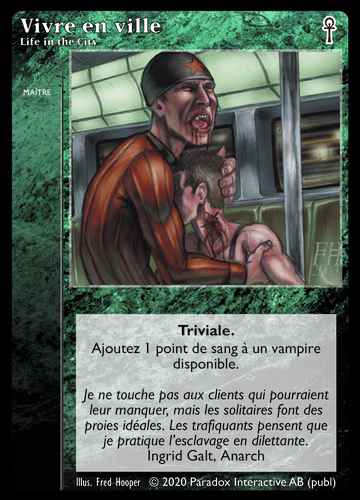 Vivre en ville
Life in the City
MAÎTRE
Triviale.
Ajoutez 1 point de sang à un vampire
disponible.
Je ne touche pas aux clients qui pourraient
leur manquer, mais les solitaires font des
proies idéales. Les trafiquants pensent que
je pratique l'esclavage en dilettante.
Ingrid Galt, Anarch
Illus. Fred Hooper © 2020 Paradox Interactive AB (publ)